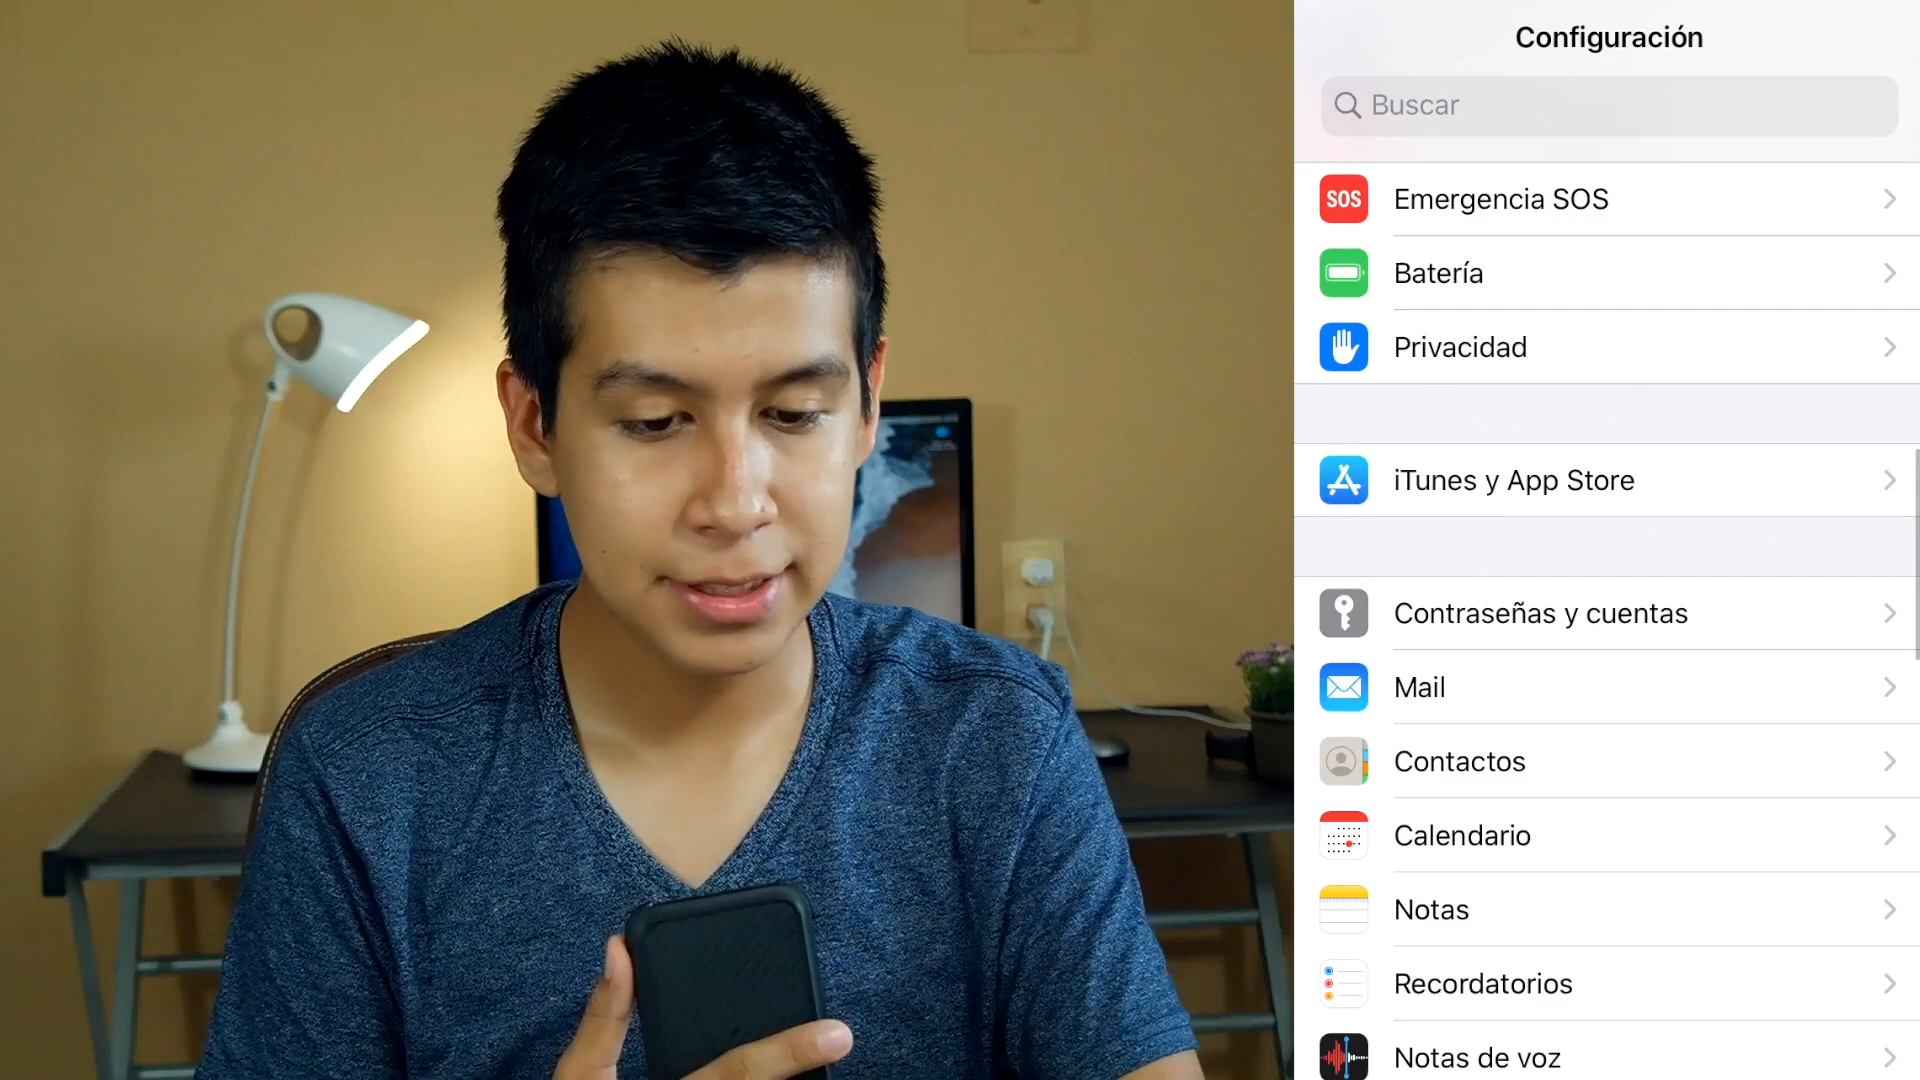 Configuración
Buscar
SOS
Emergencia SOS
Batería
Privacidad
iTunes y App Store
Contraseñas y cuentas
Mail
Contactos
Calendario
Notas
Recordatorios
Notas de voz